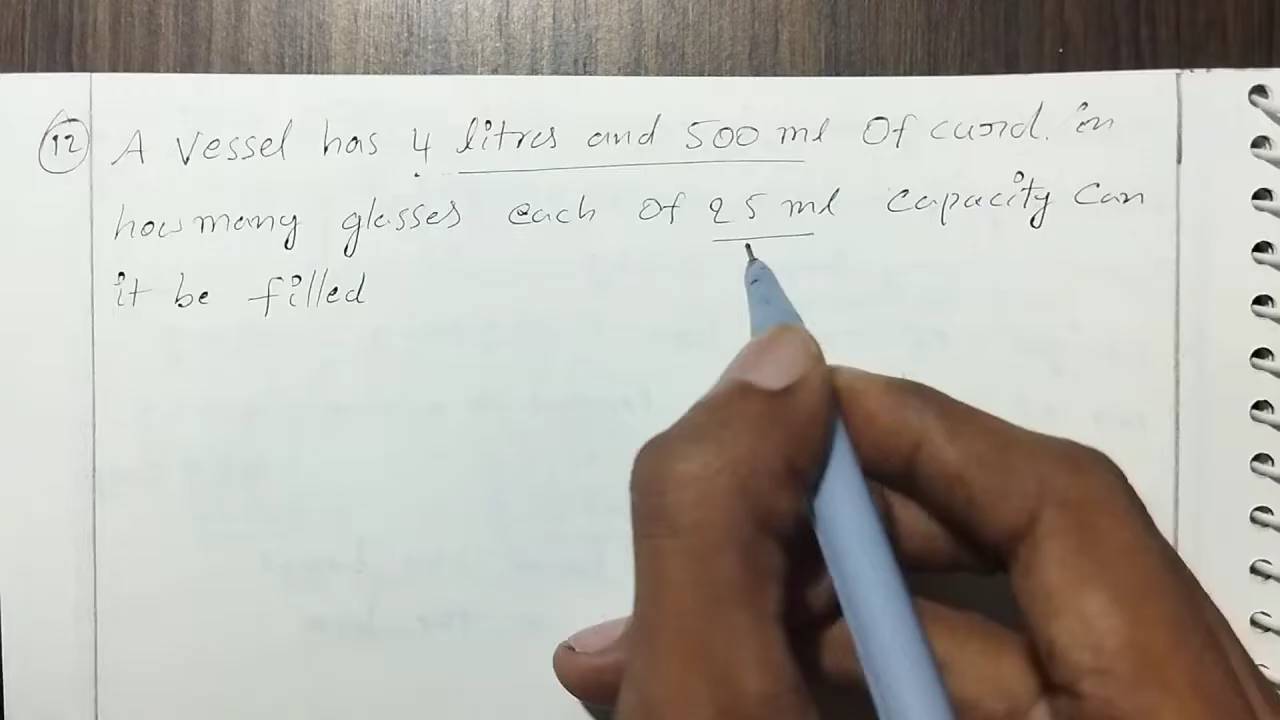 12 A vessel has 4 litres and 500 ml Of curd. in
how many glasses each of 25 ml capacity can
it be filled